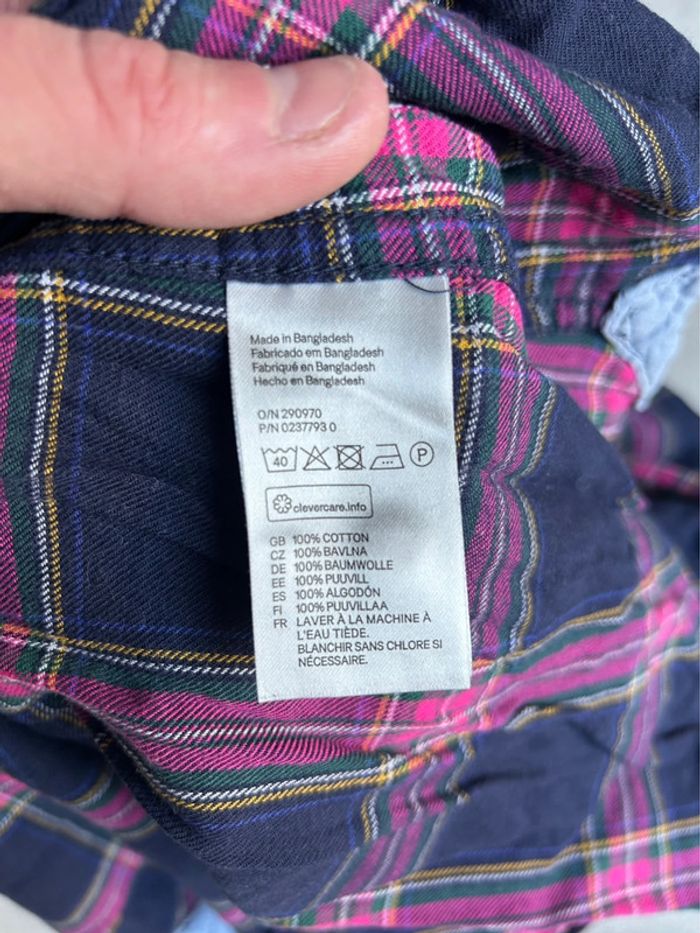 Made in Bangladesh
Fabricado em Bangladesh
Fabriqué en Bangladesh
Hecho en Bangladesh
O/N 290970
P/N 0237793 0
40 P
clevercare.info
GB 100% COTTON
CZ 100% BAVLNA
DE 100% BAUMWOLLE
EE 100% PUUVILL
ES 100% ALGODÓN
FI 100% PUUVILLAA
FR LAVER À LA MACHINE À
L'EAU TIÈDE.
BLANCHIR SANS CHLORE SI
NÉCESSAIRE.